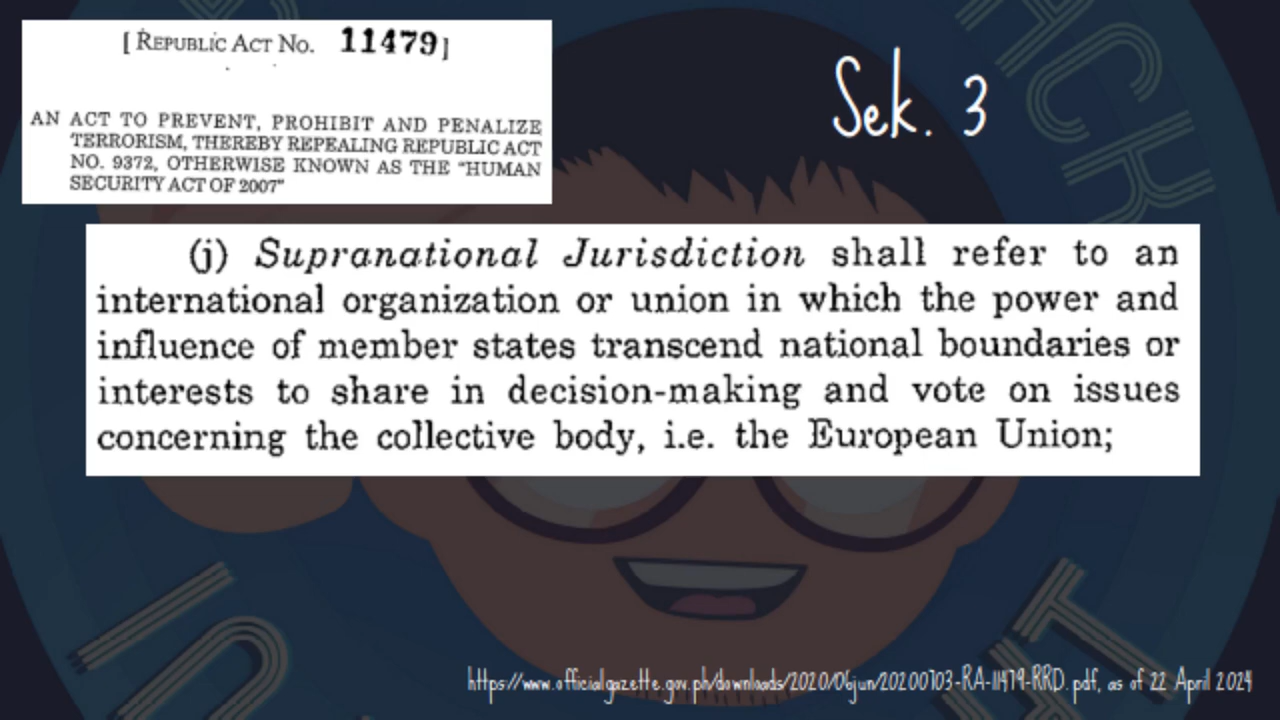 [ REPUBLIC ACT NO. 11479 ]
AN ACT TO PREVENT, PROHIBIT AND PENALIZE
TERRORISM, THEREBY REPEALING REPUBLIC ACT
NO. 9372, OTHERWISE KNOWN AS THE "HUMAN
SECURITY ACT OF 2007"
Sek. 3
(j) Supranational Jurisdiction shall refer to an
international organization or union in which the power and
influence of member states transcend national boundaries or
interests to share in decision-making and vote on issues
concerning the collective body, i.e. the European Union;
https://www.officialgazette.gov.ph/downloads/2020/06jun/20200703-RA-11479-RRD.pdf, as of 22 April 2024